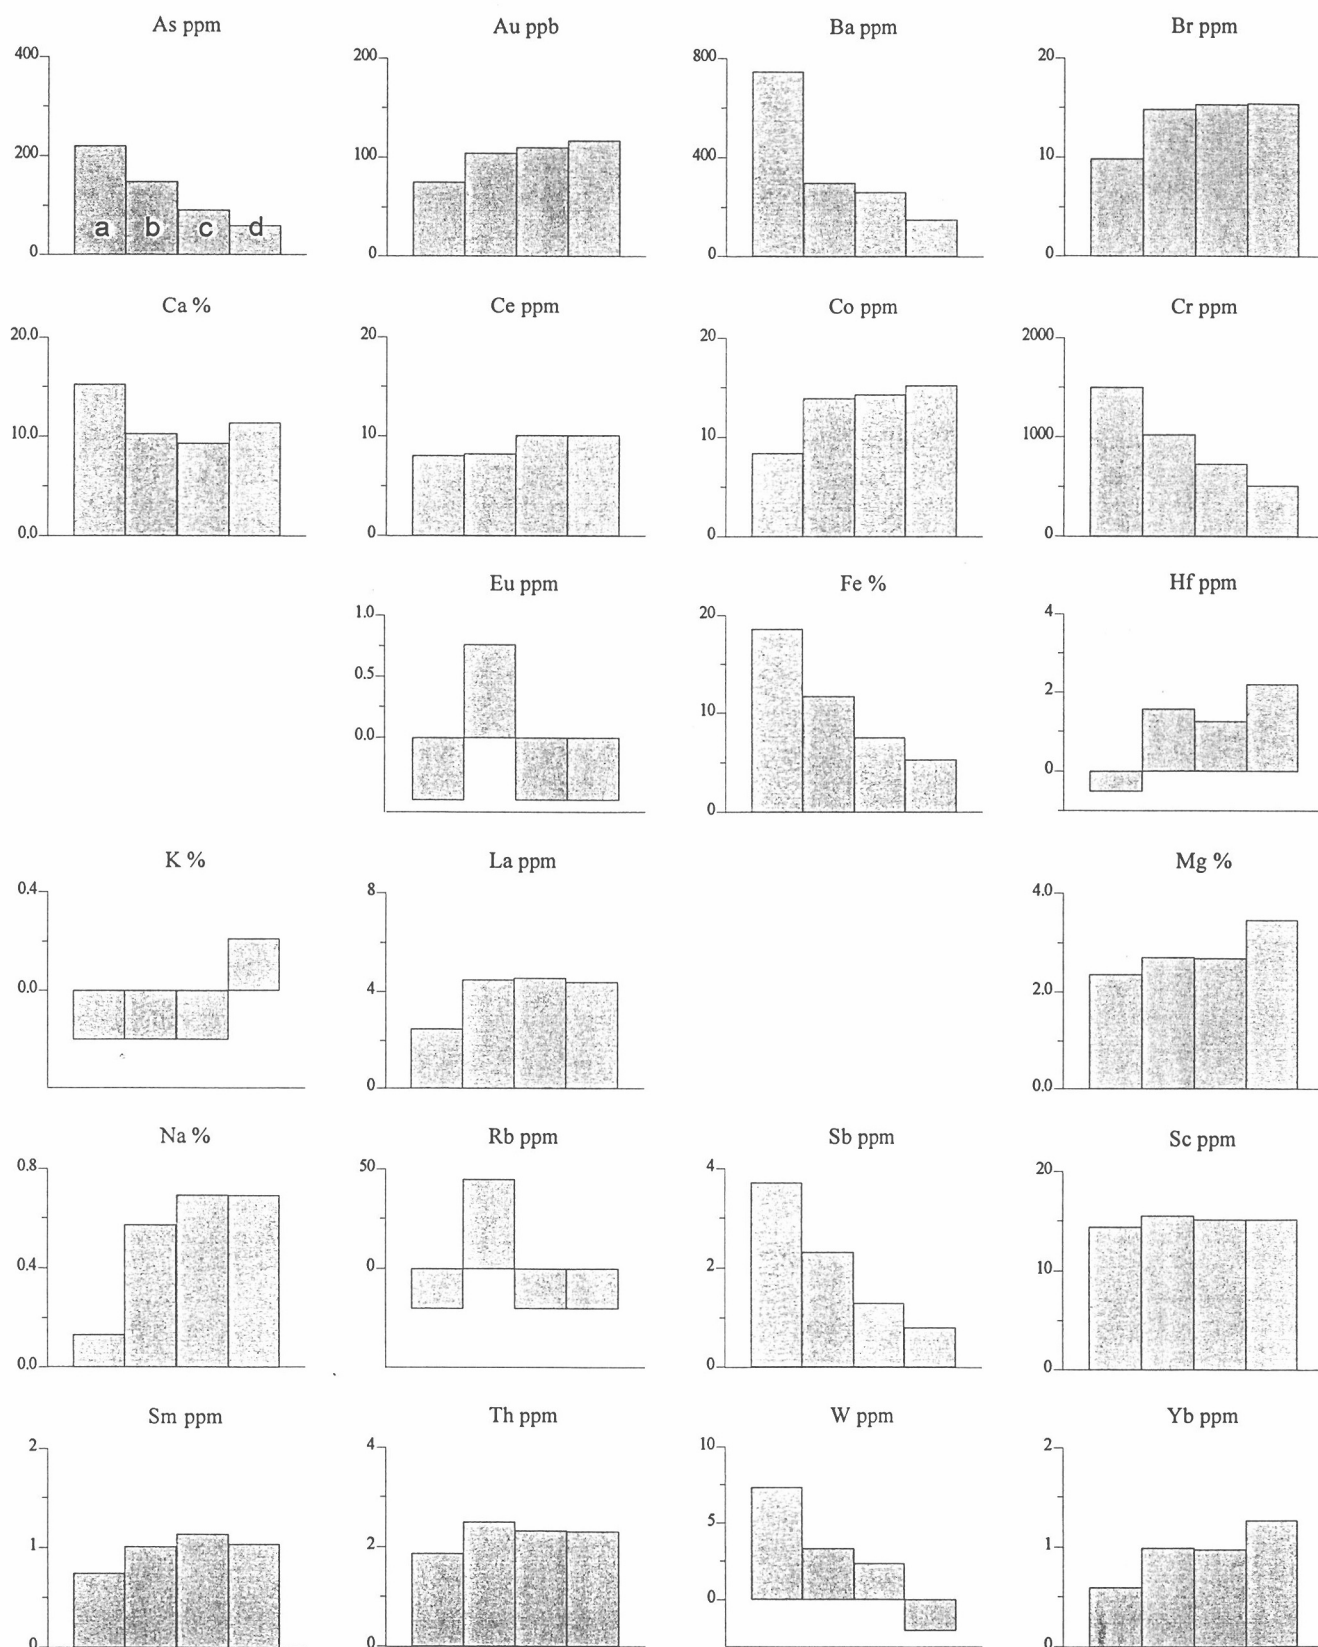 As ppm
Au ppb
Ba ppm
Br ppm
400
200
0
a b c d
200
100
0
800
400
0
20
10
0
Ca %
Ce ppm
Co ppm
Cr ppm
20.0
10.0
0.0
20
10
0
20
10
0
2000
1000
0
Eu ppm
Fe %
Hf ppm
1.0
0.5
0.0
20
10
0
4
2
0
K %
La ppm
Mg %
0.4
0.0
8
4
0
4.0
2.0
0.0
Na %
Rb ppm
Sb ppm
Sc ppm
0.8
0.4
0.0
50
0
4
2
0
20
10
0
Sm ppm
Th ppm
W ppm
Yb ppm
2
1
0
4
2
0
10
5
0
2
1
0